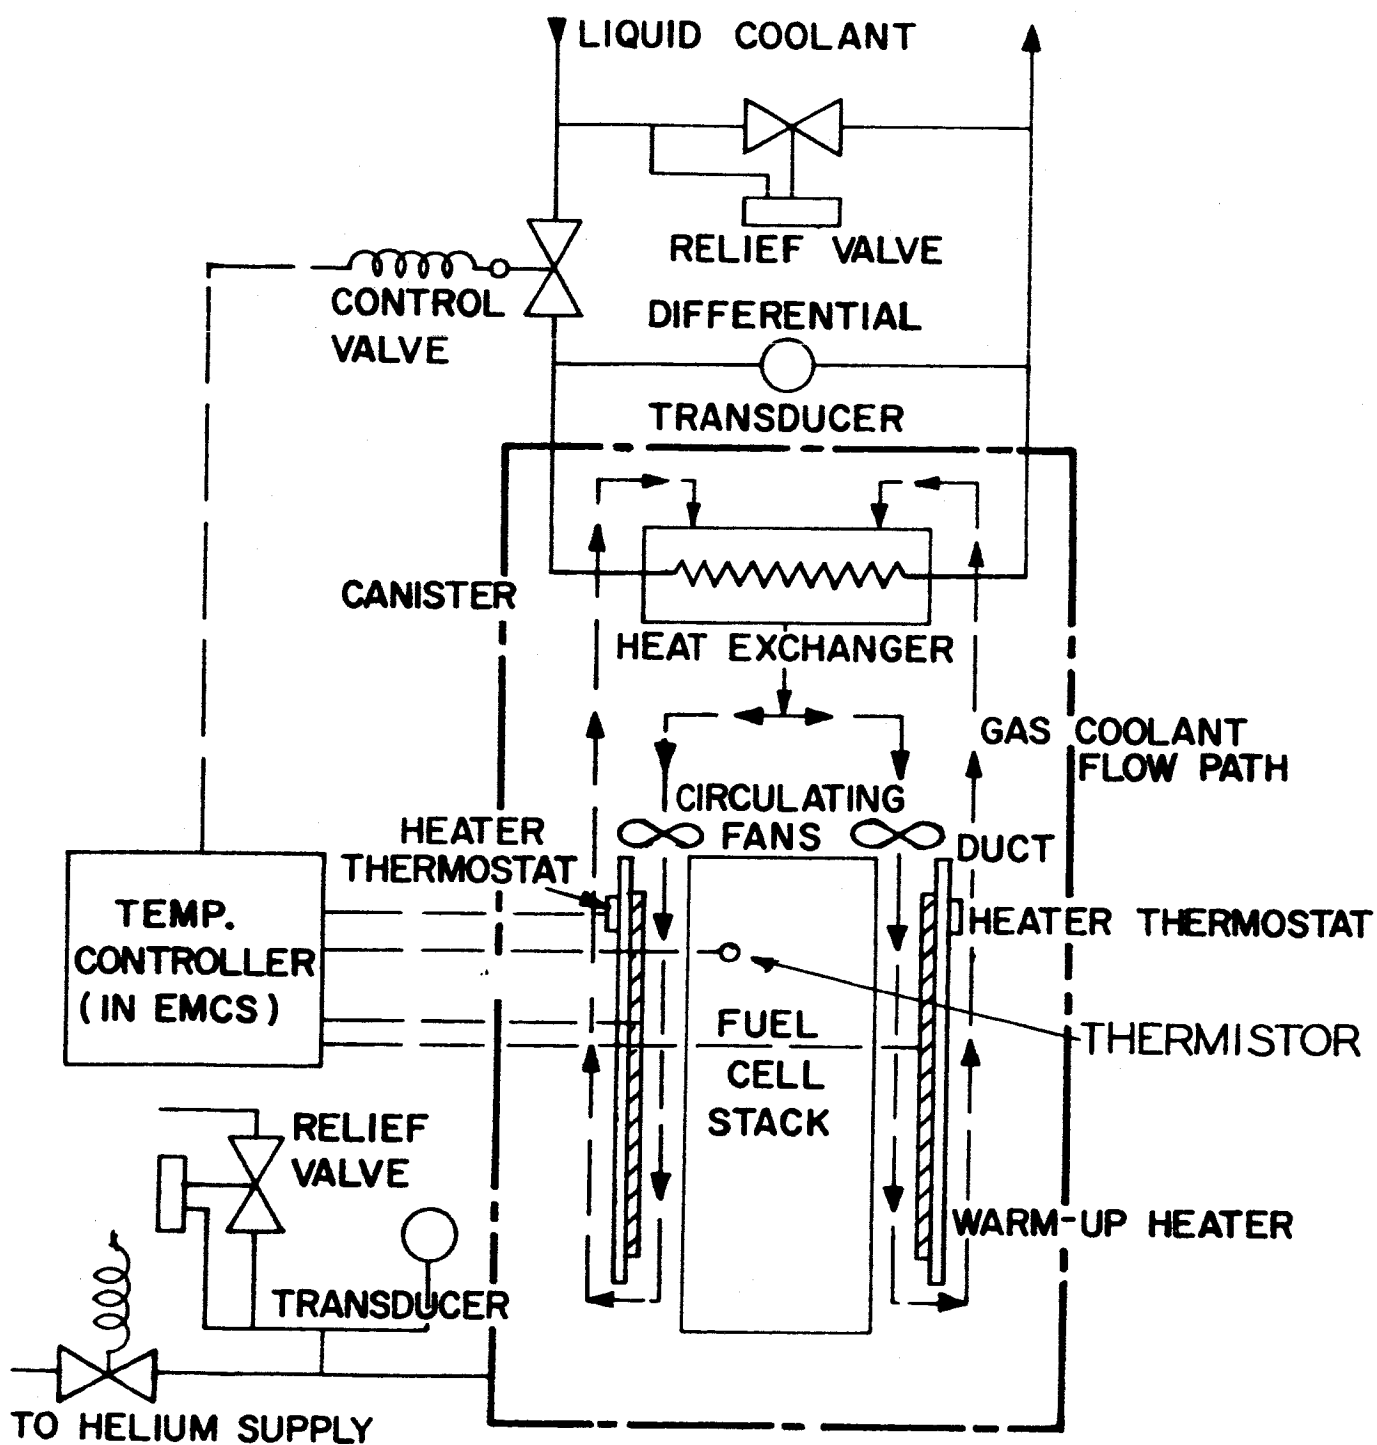 LIQUID COOLANT
RELIEF VALVE
CONTROL
VALVE
DIFFERENTIAL
TRANSDUCER
CANISTER
HEAT EXCHANGER
GAS COOLANT
FLOW PATH
CIRCULATING
FANS
HEATER
THERMOSTAT
DUCT
HEATER THERMOSTAT
TEMP.
CONTROLLER
(IN EMCS)
FUEL
CELL
STACK
THERMISTOR
RELIEF
VALVE
WARM-UP HEATER
TRANSDUCER
TO HELIUM SUPPLY